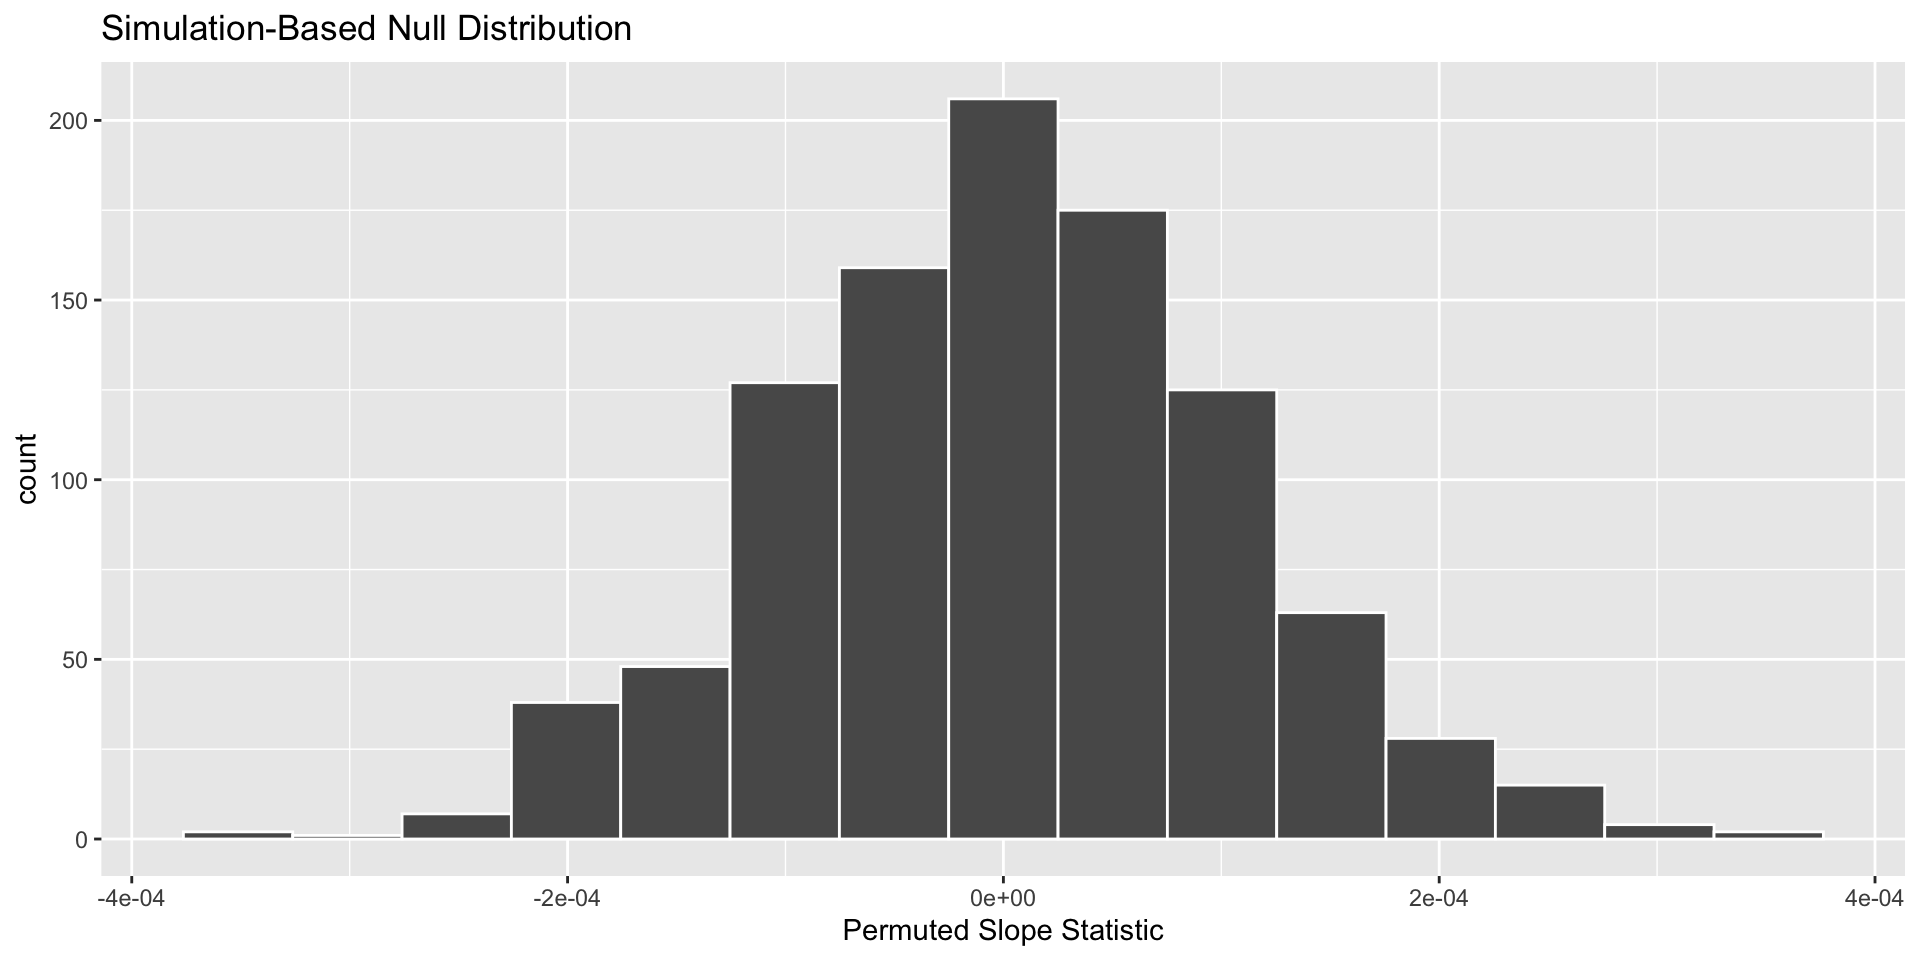 Simulation-Based Null Distribution
200
150
100
50
0
count
-4e-04
-2e-04
0e+00
2e-04
4e-04
Permuted Slope Statistic